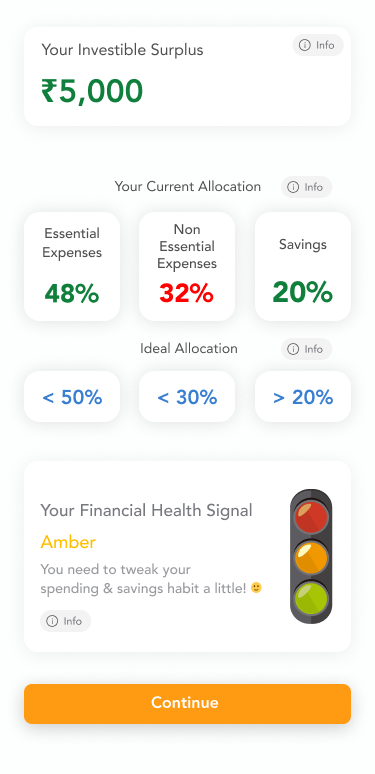 Your Investible Surplus
Info
₹5,000
Your Current Allocation
Info
Essential
Expenses
48%
Non
Essential
Expenses
32%
Savings
20%
Ideal Allocation
Info
< 50%
< 30%
> 20%
Your Financial Health Signal
Amber
You need to tweak your
spending & savings habit a little! 🙂
Info
Continue